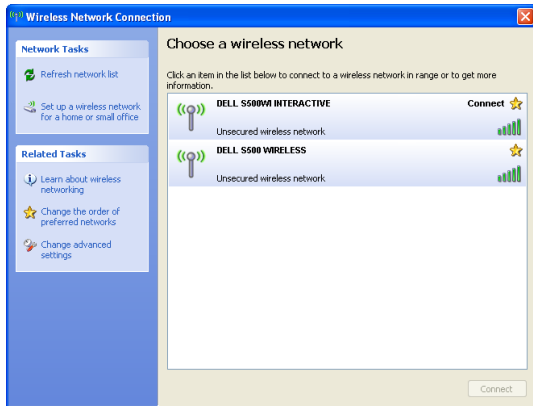 Wireless Network Connection
Network Tasks
Refresh network list
Set up a wireless network
for a home or small office
Related Tasks
Learn about wireless
networking
Change the order of
preferred networks
Change advanced
settings
Choose a wireless network
Click an item in the list below to connect to a wireless network in range or to get more
information.
DELL S500WI INTERACTIVE
Connect
Unsecured wireless network
DELL S500 WIRELESS
Unsecured wireless network
Connect